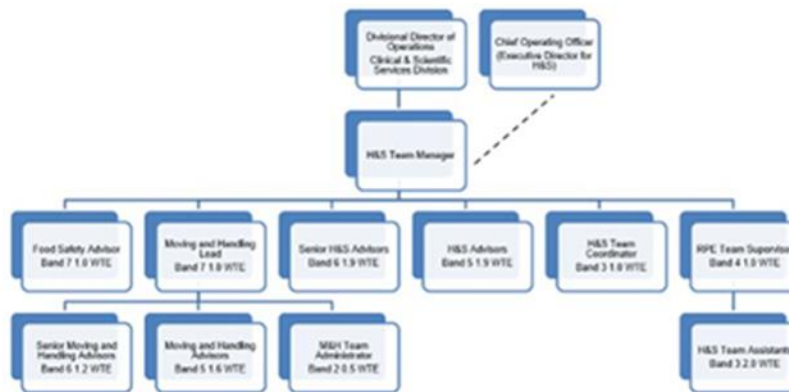 Divisional Director of
Operations
Clinical & Scientific
Services Division
Chief Operating Officer
(Executive Director for
H&S)
H&S Team Manager
Food Safety Advisor
Band 7 1.0 WTE
Moving and Handling
Lead
Band 7 1.0 WTE
Senior H&S Advisors
Band 6 1.9 WTE
H&S Advisors
Band 5 1.9 WTE
H&S Team
Coordinator
Band 3 1.0 WTE
RPE Team Supervisor
Band 4 1.0 WTE
Senior Moving and
Handling Advisors
Band 6 1.2 WTE
Moving and Handling
Advisors
Band 5 1.6 WTE
M&H Team
Administrator
Band 2 0.5 WTE
H&S Team Assistants
Band 3 2.0 WTE